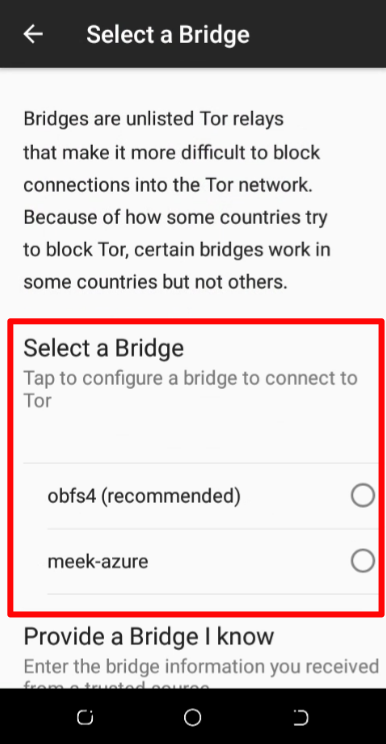 Select a Bridge
Bridges are unlisted Tor relays
that make it more difficult to block
connections into the Tor network.
Because of how some countries try
to block Tor, certain bridges work in
some countries but not others.
Select a Bridge
Tap to configure a bridge to connect to
Tor
obfs4 (recommended)
meek-azure
Provide a Bridge I know
Enter the bridge information you received
from a trusted source